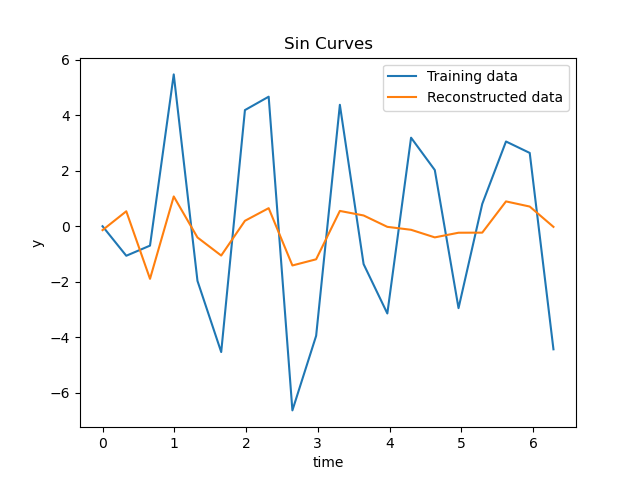 Sin Curves
Training data
Reconstructed data
6
4
2
0
−2
−4
−6
y
0 1 2 3 4 5 6
time